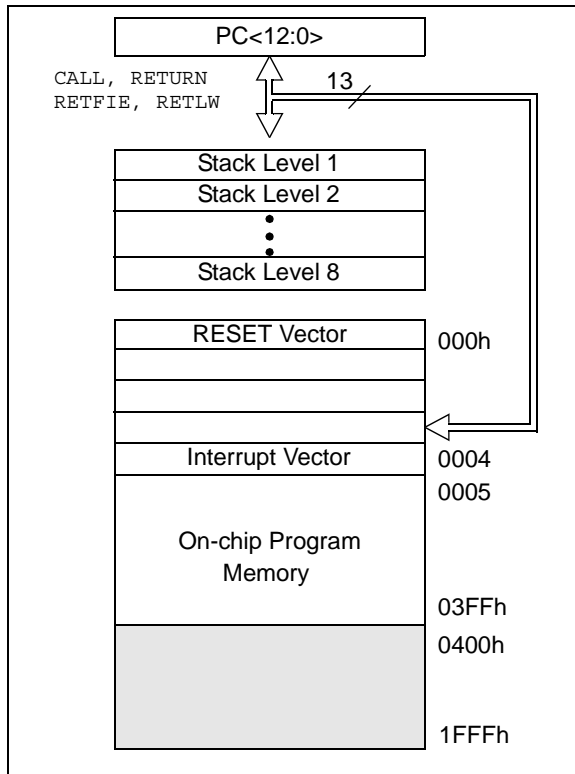 PC<12:0>
CALL, RETURN
RETFIE, RETLW
13
Stack Level 1
Stack Level 2
Stack Level 8
RESET Vector
000h
Interrupt Vector
0004
0005
On-chip Program
Memory
03FFh
0400h
1FFFh